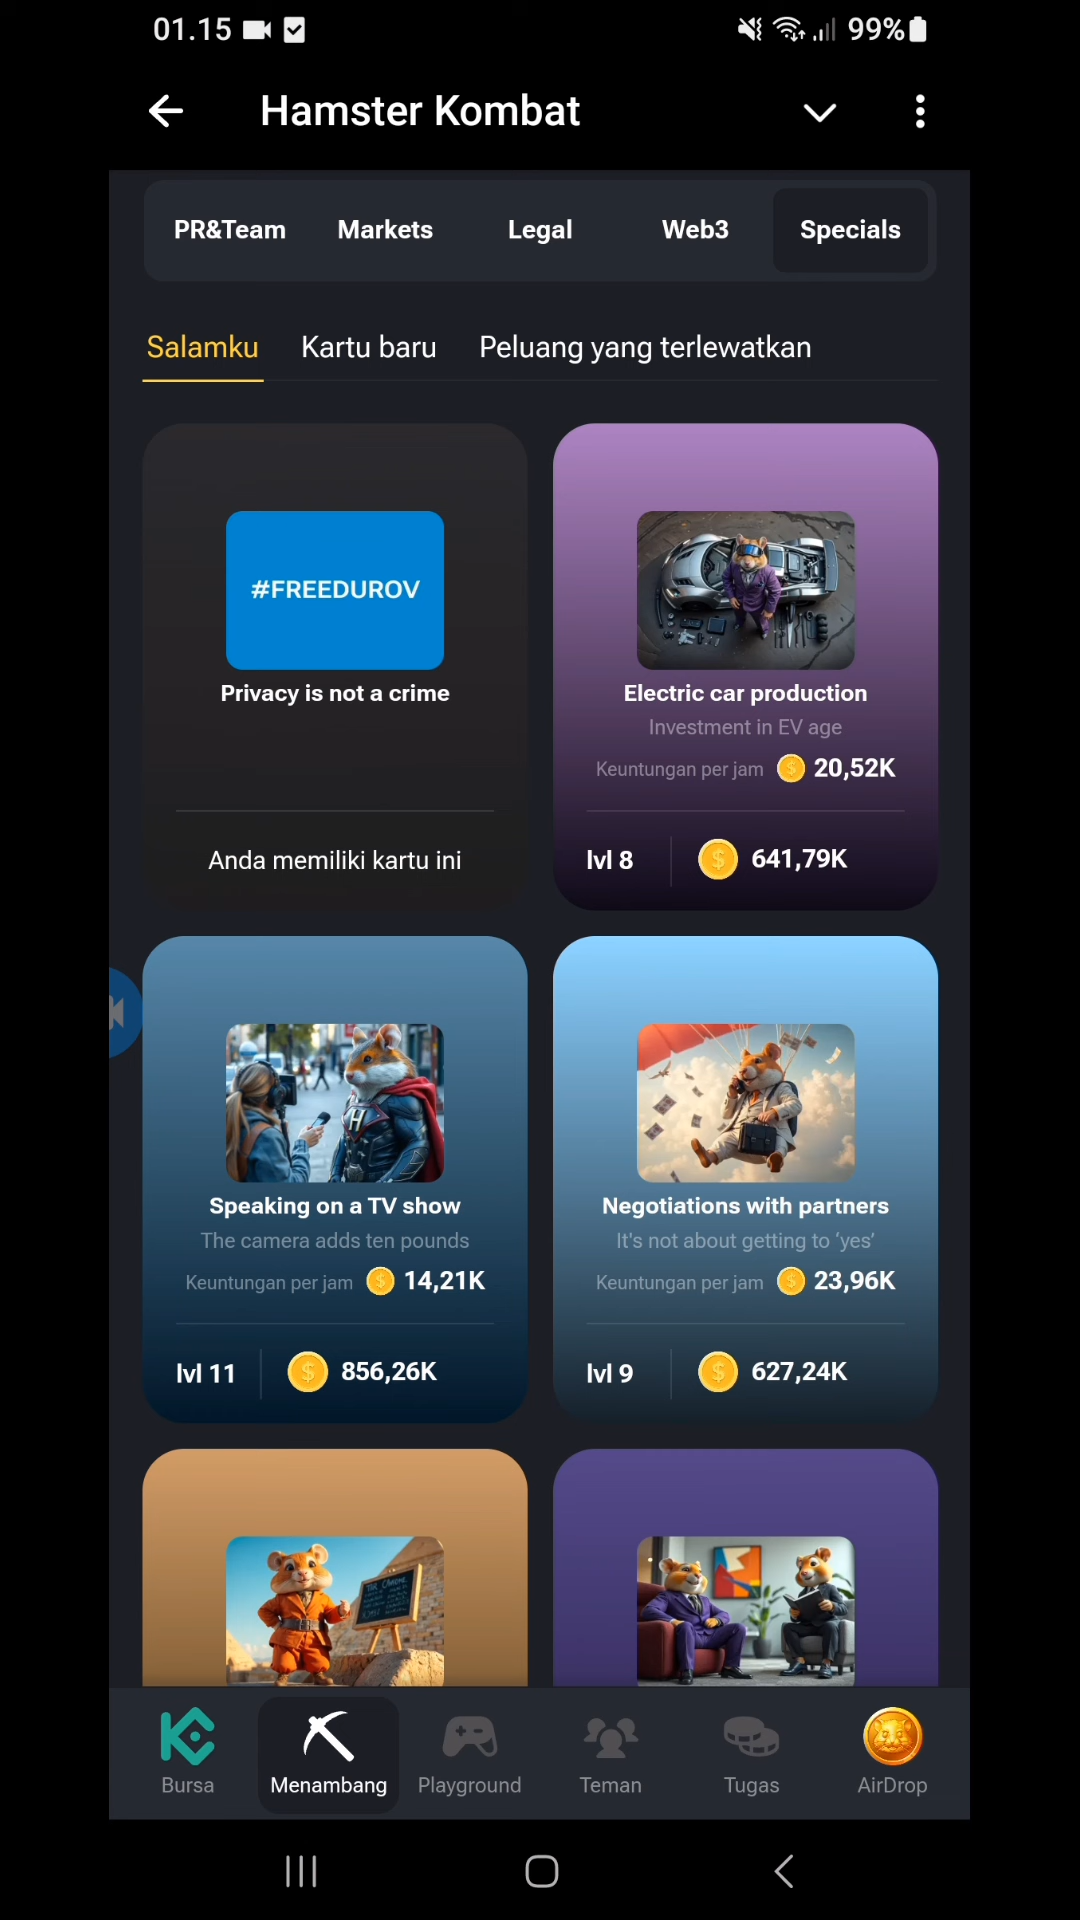 01.15 99%
Hamster Kombat
PR&Team Markets Legal Web3 Specials
Salamku Kartu baru Peluang yang terlewatkan
#FREEDUROV
Privacy is not a crime
Anda memiliki kartu ini
Electric car production
Investment in EV age
Keuntungan per jam 20,52K
lvl 8 641,79K
Speaking on a TV show
The camera adds ten pounds
Keuntungan per jam 14,21K
lvl 11 856,26K
Negotiations with partners
It's not about getting to ‘yes’
Keuntungan per jam 23,96K
lvl 9 627,24K
Bursa Menambang Playground Teman Tugas AirDrop